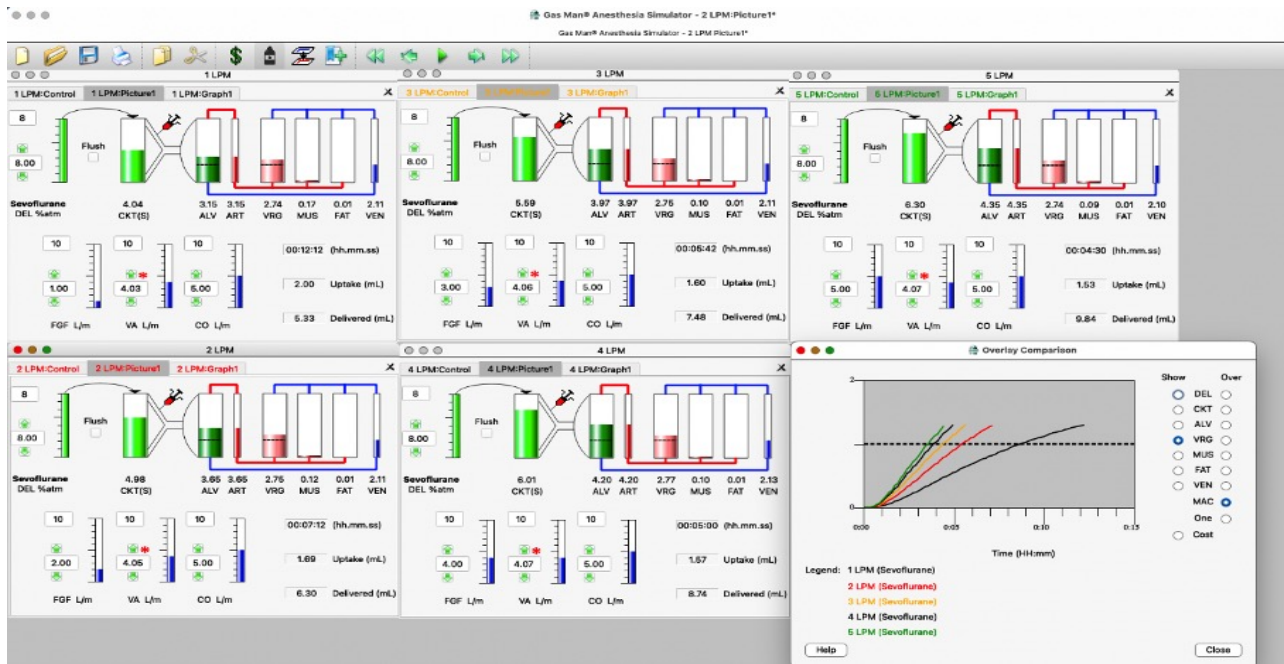 Gas Man® Anesthesia Simulator - 2 LPM:Picture1*
Gas Man® Anesthesia Simulator - 2 LPM Picture1*
$
1 LPM
1 LPM:Control 1 LPM:Picture1 1 LPM:Graph1
8
8.00
Flush
Sevoflurane
DEL %atm
4.04
CKT(S)
3.15 3.15 2.74 0.17 0.01 2.11
ALV ART VRG MUS FAT VEN
10 10 10
1.00 4.03 5.00
FGF L/m VA L/m CO L/m
00:12:12 (hh.mm.ss)
2.00 Uptake (mL)
5.33 Delivered (mL)
3 LPM
3 LPM:Control 3 LPM:Graph1
8
8.00
Flush
Sevoflurane
DEL %atm
5.59
CKT(S)
3.97 3.97 2.75 0.10 0.01 2.11
ALV ART VRG MUS FAT VEN
10 10 10
3.00 4.06 5.00
FGF L/m VA L/m CO L/m
00:05:42 (hh.mm.ss)
1.60 Uptake (mL)
7.48 Delivered (mL)
5 LPM
5 LPM:Control 5 LPM:Picture1 5 LPM:Graph1
8
8.00
Flush
Sevoflurane
DEL %atm
6.30
CKT(S)
4.35 4.35 2.74 0.09 0.01 2.10
ALV ART VRG MUS FAT VEN
10 10 10
5.00 4.07 5.00
FGF L/m VA L/m CO L/m
00:04:30 (hh.mm.ss)
1.53 Uptake (mL)
9.84 Delivered (mL)
2 LPM
2 LPM:Control 2 LPM:Picture1 2 LPM:Graph1
8
8.00
Flush
Sevoflurane
DEL %atm
4.98
CKT(S)
3.65 3.65 2.75 0.12 0.01 2.11
ALV ART VRG MUS FAT VEN
10 10 10
2.00 4.05 5.00
FGF L/m VA L/m CO L/m
00:07:12 (hh.mm.ss)
1.69 Uptake (mL)
6.30 Delivered (mL)
4 LPM
4 LPM:Control 4 LPM:Picture1 4 LPM:Graph1
8
8.00
Flush
Sevoflurane
DEL %atm
6.01
CKT(S)
4.20 4.20 2.77 0.10 0.01 2.13
ALV ART VRG MUS FAT VEN
10 10 10
4.00 4.07 5.00
FGF L/m VA L/m CO L/m
00:05:00 (hh.mm.ss)
1.57 Uptake (mL)
8.74 Delivered (mL)
Overlay Comparison
2
0
0:00 0:05 0:10 0:15
Time (HH:mm)
Show Over
DEL
CKT
ALV
VRG
MUS
FAT
VEN
MAC
One
Cost
Legend: 1 LPM (Sevoflurane)
2 LPM (Sevoflurane)
3 LPM (Sevoflurane)
4 LPM (Sevoflurane)
5 LPM (Sevoflurane)
Help Close